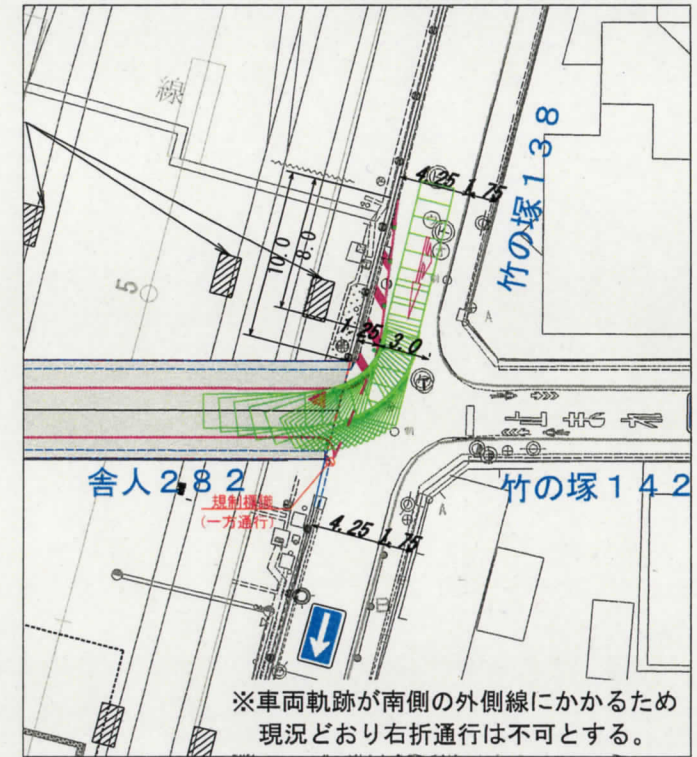 線
4.25 1.75
竹の塚138
10.0
8.0
5
1.25 3.0
A
止まれ
舎人282
竹の塚142
規制標識
(一方通行)
A
4.25 1.75
※車両軌跡が南側の外側線にかかるため
現況どおり右折通行は不可とする。